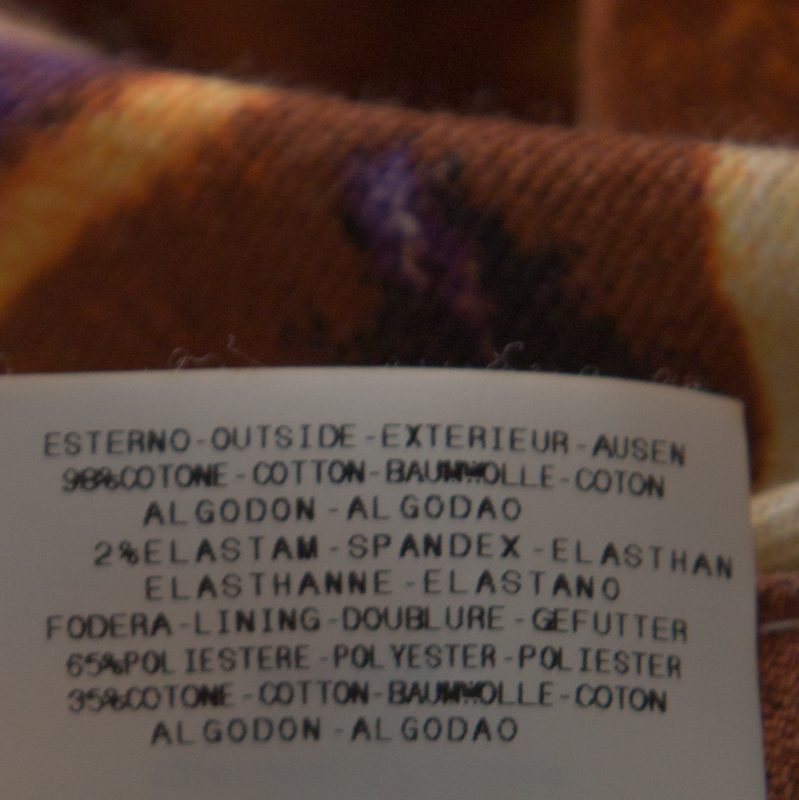 ESTERNO-OUTSIDE-EXTERIEUR-AUSEN
98%COTONE-COTTON-BAUMWOLLE-COTON
ALGODON-ALGODAO
2%ELASTAM-SPANDEX-ELASTHAN
ELASTHANNE-ELASTANO
FODERA-LINING-DOUBLURE-GEFUTTER
65%POLIESTERE-POLYESTER-POLIESTER
35%COTONE-COTTON-BAUMWOLLE-COTON
ALGODON-ALGODAO